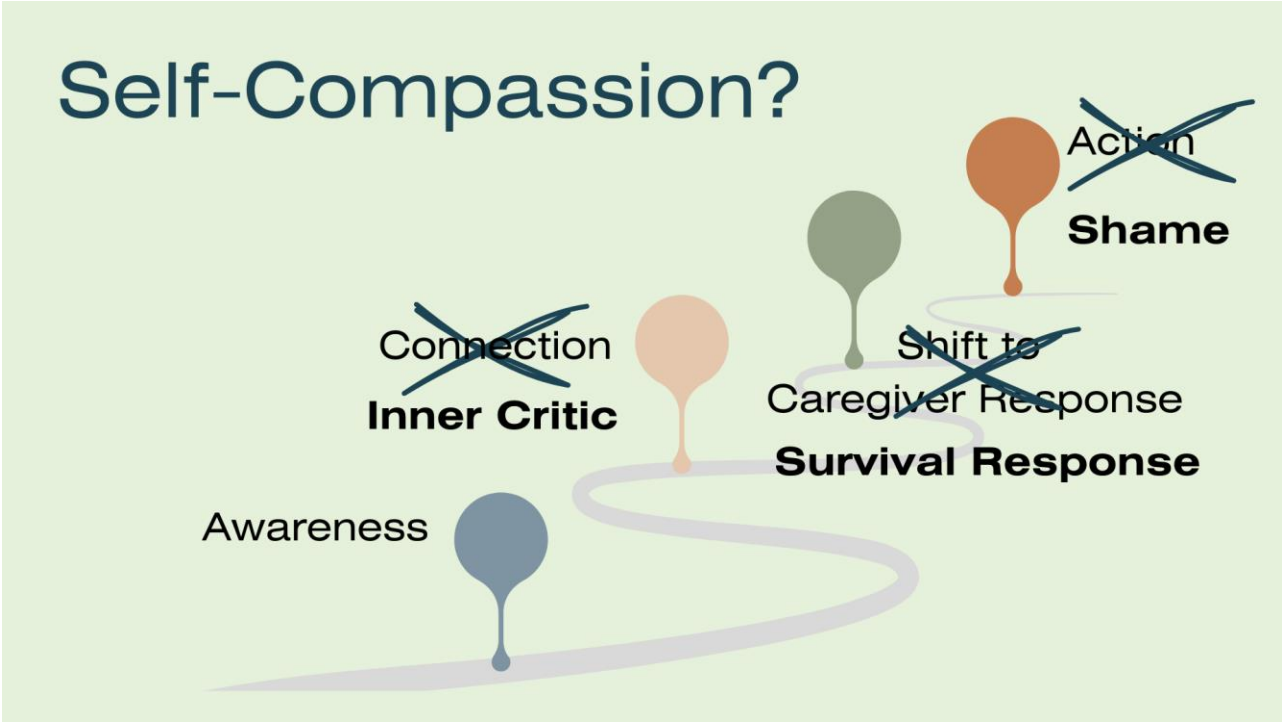 Self-Compassion?
Action
Shame
Connection
Inner Critic
Shift to
Caregiver Response
Survival Response
Awareness